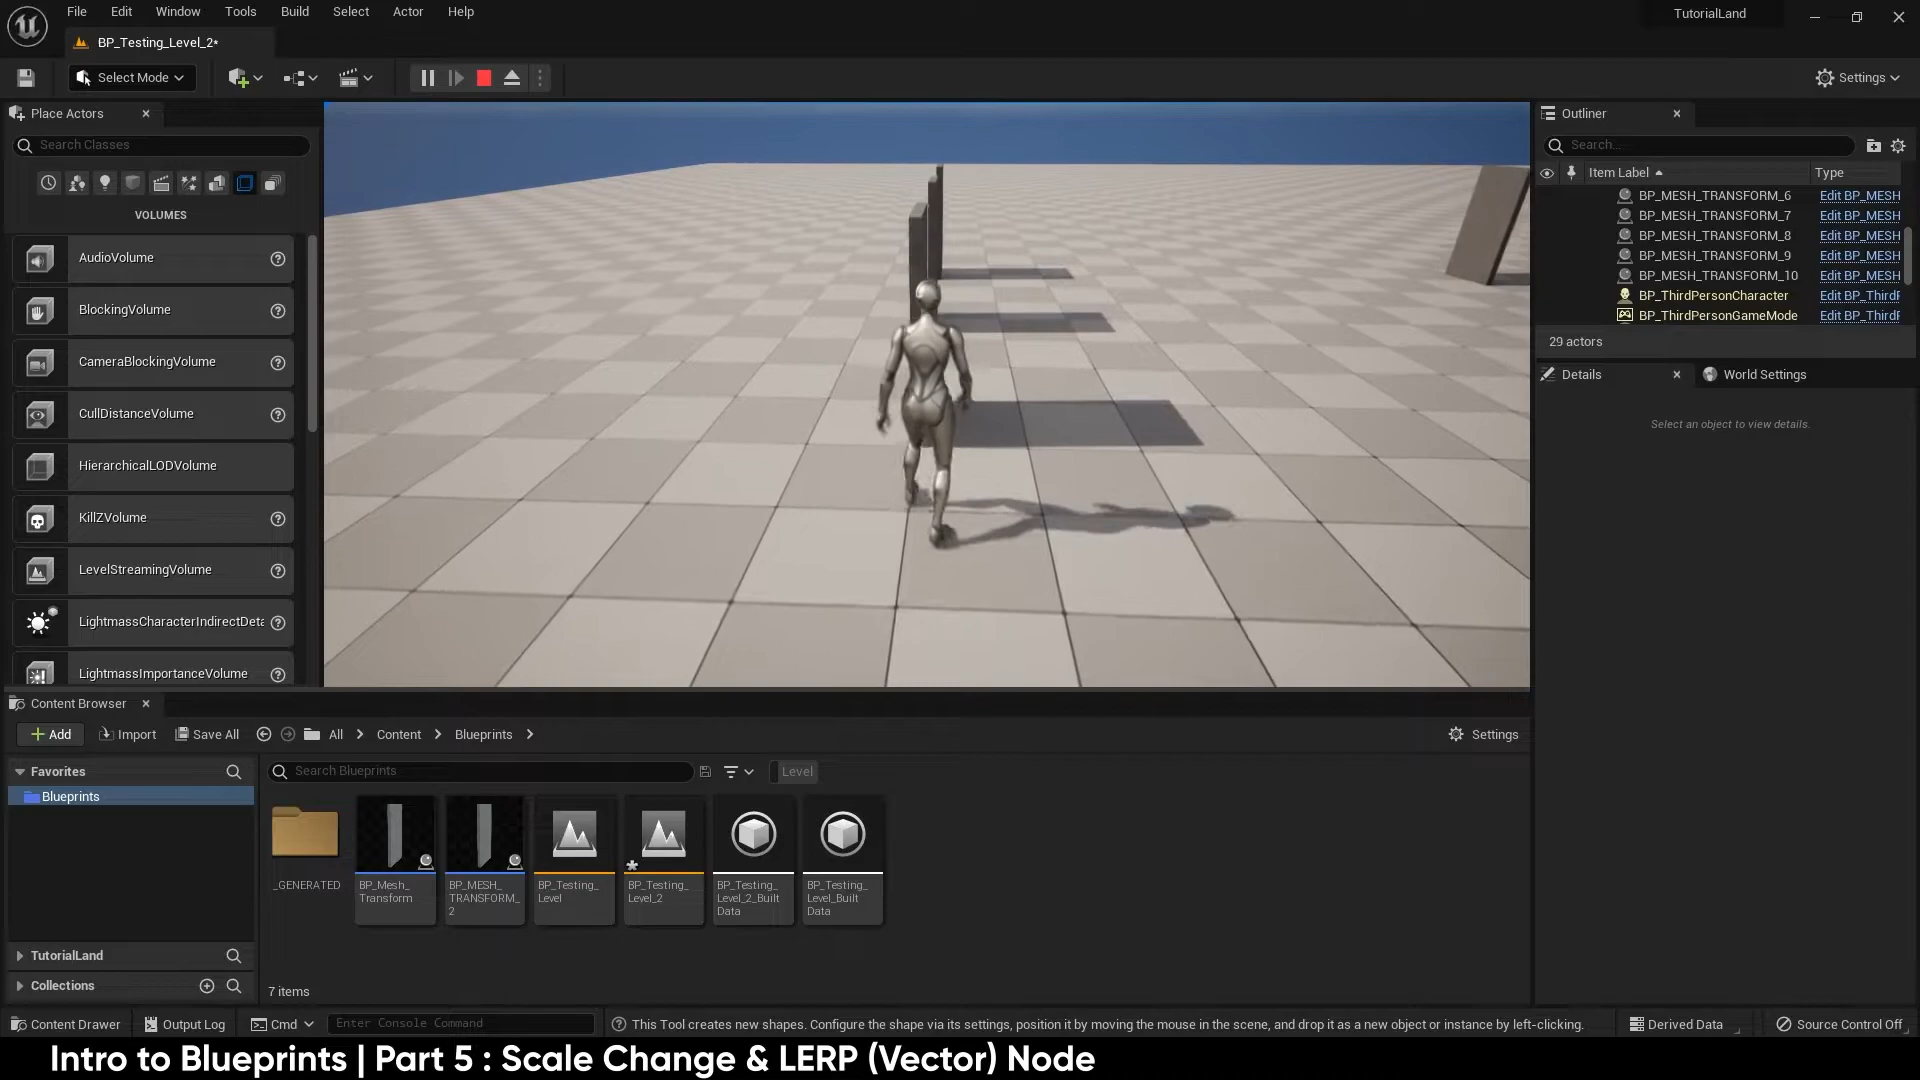 File Edit Window Tools Build Select Actor Help
TutorialLand
BP_Testing_Level_2*
Select Mode
Settings
Place Actors
Search Classes
VOLUMES
AudioVolume
BlockingVolume
CameraBlockingVolume
CullDistanceVolume
HierarchicalLODVolume
KillZVolume
LevelStreamingVolume
LightmassCharacterIndirectDeta
LightmassImportanceVolume
Outliner
Search...
Item Label Type
BP_MESH_TRANSFORM_6 Edit BP_MESH
BP_MESH_TRANSFORM_7 Edit BP_MESH
BP_MESH_TRANSFORM_8 Edit BP_MESH
BP_MESH_TRANSFORM_9 Edit BP_MESH
BP_MESH_TRANSFORM_10 Edit BP_MESH
BP_ThirdPersonCharacter Edit BP_ThirdP
BP_ThirdPersonGameMode Edit BP_ThirdP
29 actors
Details World Settings
Select an object to view details.
Content Browser
Add Import Save All All Content Blueprints Settings
Favorites
Blueprints
TutorialLand
Collections
Search Blueprints Level
_GENERATED
BP_Mesh_
Transform
BP_MESH_
TRANSFORM_
2
BP_Testing_
Level
BP_Testing_
Level_2
BP_Testing_
Level_2_Built
Data
BP_Testing_
Level_Built
Data
7 items
Content Drawer Output Log Cmd Enter Console Command This Tool creates new shapes. Configure the shape via its settings, position it by moving the mouse in the scene, and drop it as a new object or instance by left-clicking. Derived Data Source Control Off
Intro to Blueprints | Part 5 : Scale Change & LERP (Vector) Node